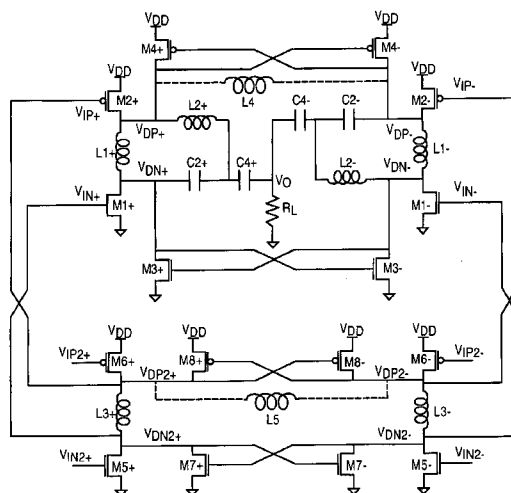 VDD VDD
M4+ M4-
VDD VDD
M2+ L4 M2- VIP-
VIP+ L2+ C4- C2-
VDP+ VDP-
L1+ L1-
C2+ C4+ L2-
VDN+ VO VDN-
VIN+ VIN-
M1+ RL M1-
M3+ M3-
VDD VDD VDD VDD
VIP2+ VIP2-
M6+ M8+ M8- M6-
VDP2+ VDP2-
L3+ L5 L3-
VDN2+ VDN2-
VIN2+ VIN2-
M5+ M7+ M7- M5-